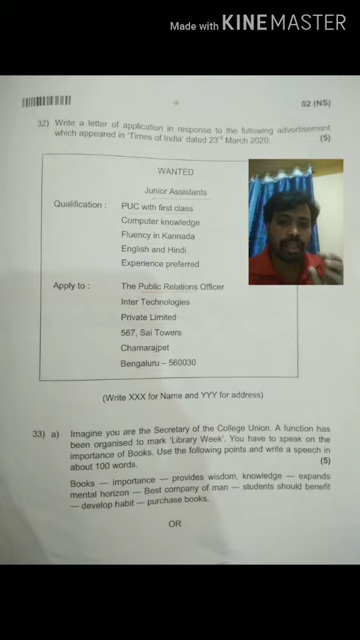 Made with KINEMASTER
-8-
02 (NS)
32) Write a letter of application in response to the following advertisement
which appeared in 'Times of India' dated 23rd March 2020. (5)
WANTED
Junior Assistants
Qualification : PUC with first class
Computer knowledge
Fluency in Kannada
English and Hindi
Experience preferred
Apply to : The Public Relations Officer
Inter Technologies
Private Limited
567, Sai Towers
Chamarajpet
Bengaluru – 560030
(Write XXX for Name and YYY for address)
33) a) Imagine you are the Secretary of the College Union. A function has
been organised to mark 'Library Week'. You have to speak on the
importance of Books. Use the following points and write a speech in
about 100 words. (5)
Books — importance — provides wisdom, knowledge — expands
mental horizon — Best company of man — students should benefit
— develop habit — purchase books.
OR